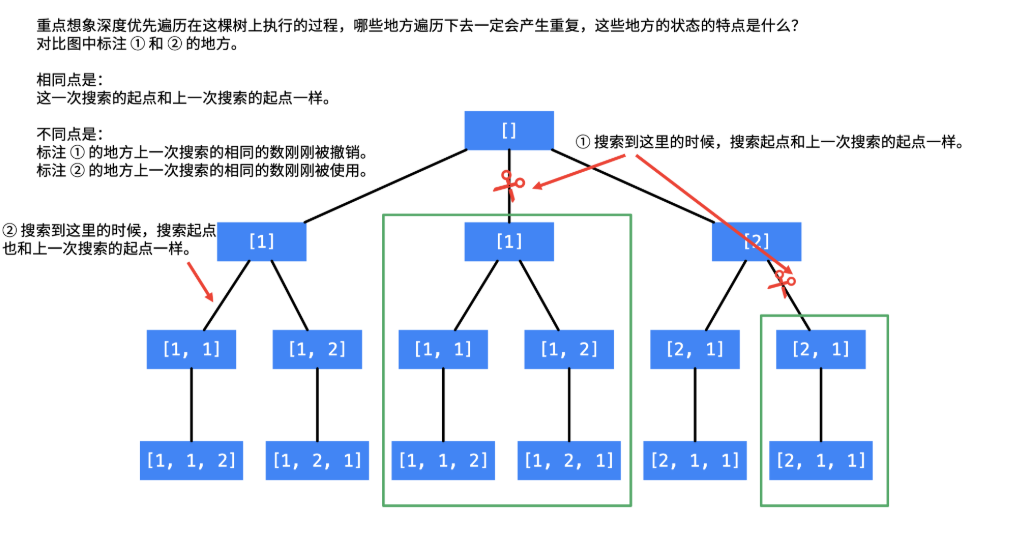 重点想象深度优先遍历在这棵树上执行的过程，哪些地方遍历下去一定会产生重复，这些地方的状态的特点是什么？
对比图中标注 ① 和 ② 的地方。
相同点是：
这一次搜索的起点和上一次搜索的起点一样。
不同点是：
标注 ① 的地方上一次搜索的相同的数刚刚被撤销。
标注 ② 的地方上一次搜索的相同的数刚刚被使用。
[]
① 搜索到这里的时候，搜索起点和上一次搜索的起点一样。
② 搜索到这里的时候，搜索起点
也和上一次搜索的起点一样。
[1]
[1]
[2]
[1, 1]
[1, 2]
[1, 1]
[1, 2]
[2, 1]
[2, 1]
[1, 1, 2]
[1, 2, 1]
[1, 1, 2]
[1, 2, 1]
[2, 1, 1]
[2, 1, 1]